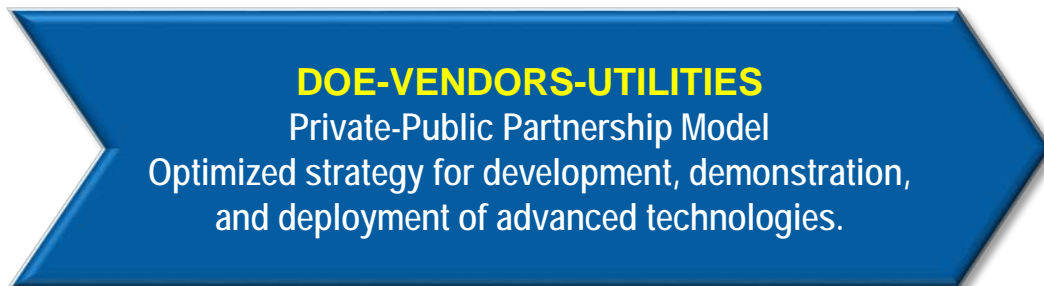 DOE-VENDORS-UTILITIES
Private-Public Partnership Model
Optimized strategy for development, demonstration,
and deployment of advanced technologies.